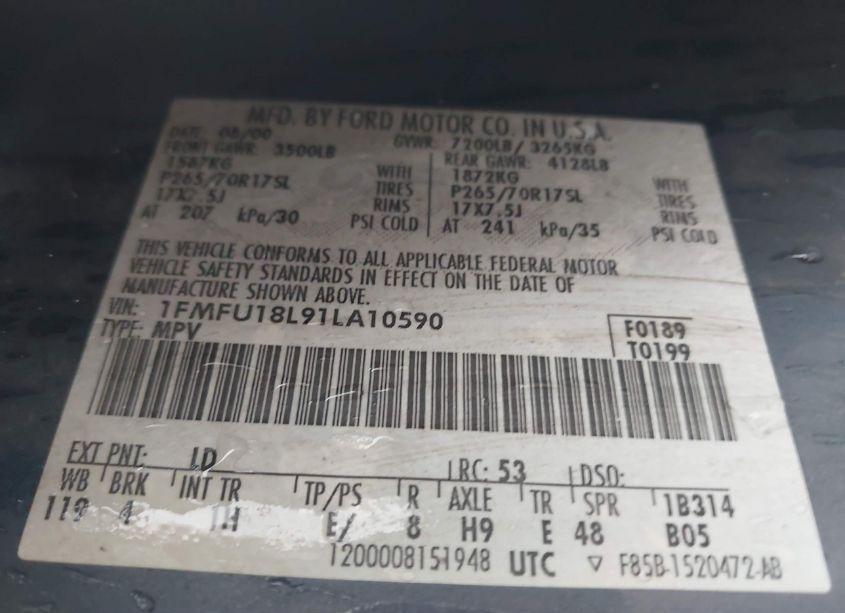 MFD. BY FORD MOTOR CO. IN U.S.A.
DATE: 08/00 GVWR: 7200LB/ 3265KG
FRONT GAWR: 3500LB REAR GAWR: 4128LB
1587KG WITH 1872KG WITH
P265/70R17SL TIRES P265/70R17SL TIRES
17X7.5J RIMS 17X7.5J RIMS
AT 207 kPa/30 PSI COLD AT 241 kPa/35 PSI COLD
THIS VEHICLE CONFORMS TO ALL APPLICABLE FEDERAL MOTOR
VEHICLE SAFETY STANDARDS IN EFFECT ON THE DATE OF
MANUFACTURE SHOWN ABOVE.
VIN: 1FMFU18L91LA10590
TYPE: MPV
F0189
T0199
EXT PNT: RC: 53 DSO:
WB BRK INT TR TP/PS R AXLE TR SPR 1B314
119 4 E/ 8 H9 E 48 B05
UTC ▽ F85B-1520472-AB